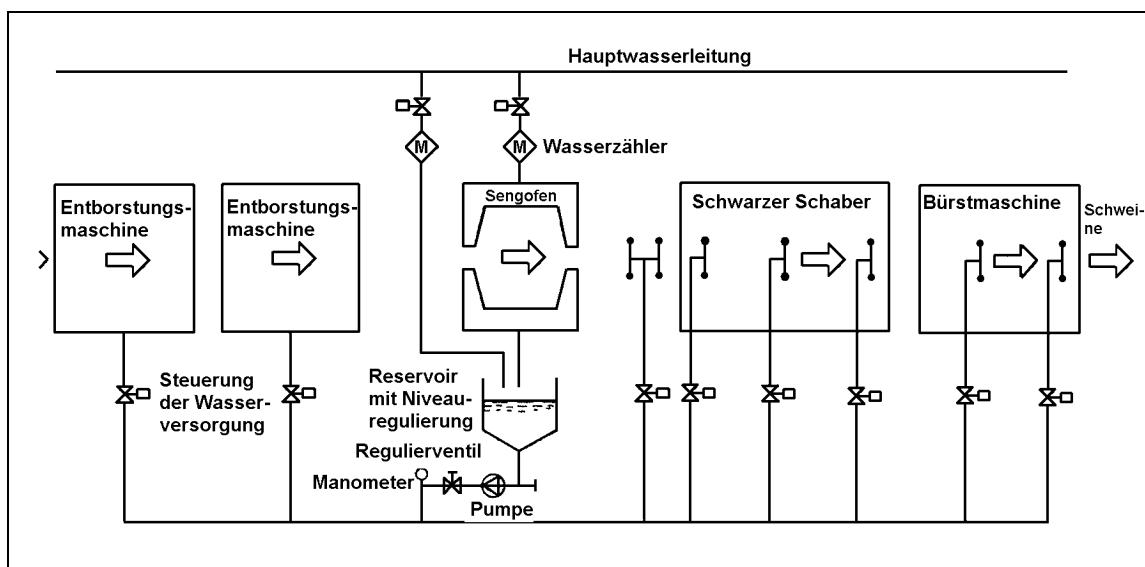 Hauptwasserleitung
M
M
Wasserzähler
Entborstungs-
maschine
Entborstungs-
maschine
Sengofen
Schwarzer Schaber
Bürstmaschine
Schwei-
ne
Steuerung
der Wasser-
versorgung
Reservoir
mit Niveau-
regulierung
Regulierventil
Manometer
Pumpe